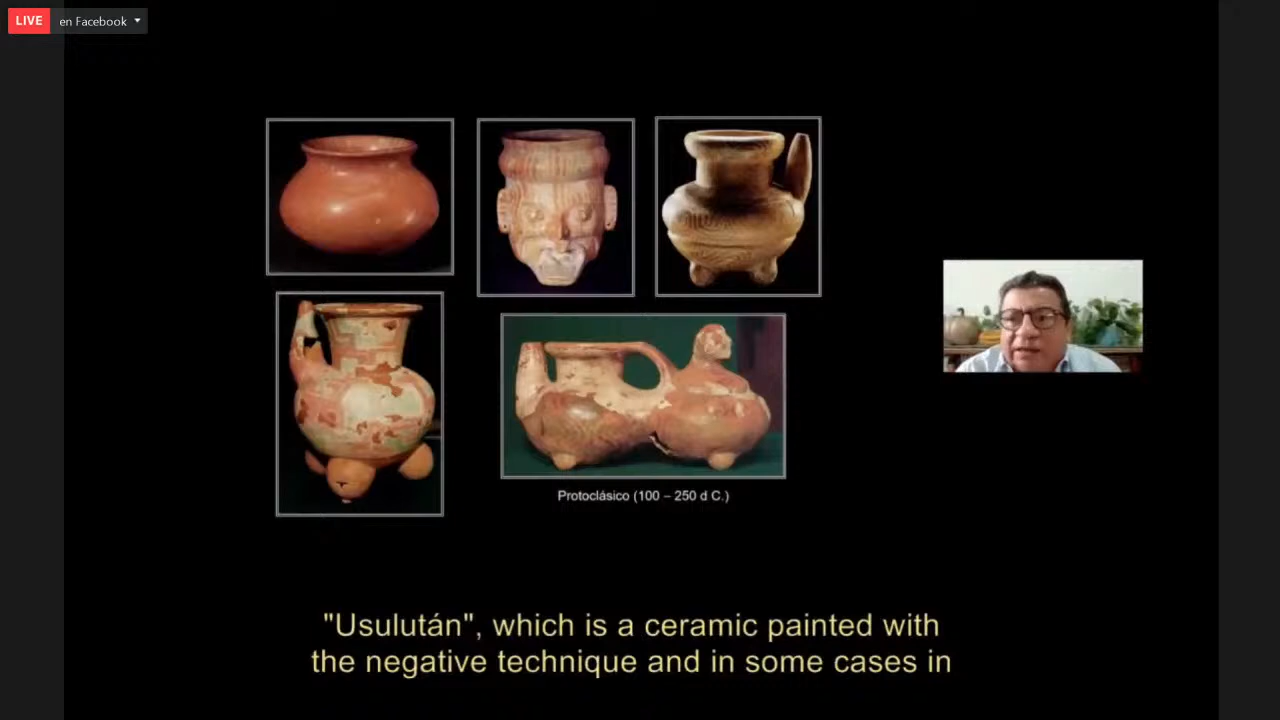 LIVE en Facebook
Protoclásico (100 – 250 d C.)
"Usulután", which is a ceramic painted with
the negative technique and in some cases in